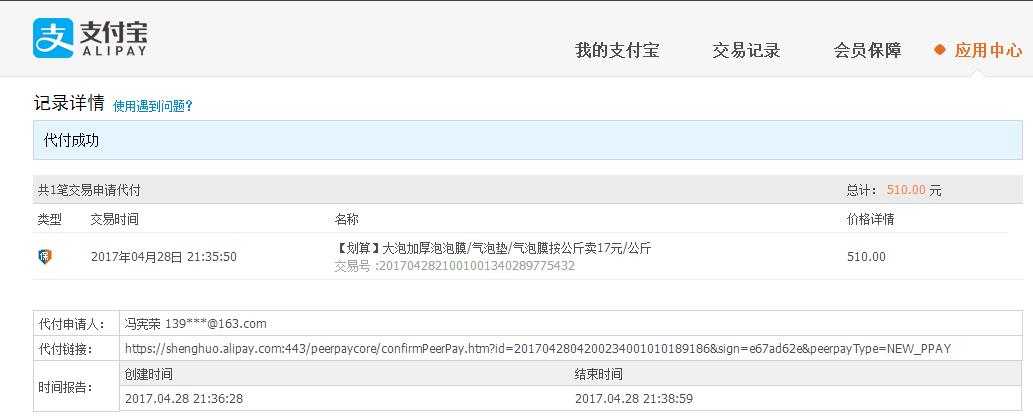 支付宝
ALIPAY
我的支付宝 交易记录 会员保障 应用中心
记录详情 使用遇到问题?
代付成功
共1笔交易申请代付 总计： 510.00 元
类型 交易时间 名称 价格详情
保 2017年04月28日 21:35:50 【划算】大泡加厚泡泡膜/气泡垫/气泡膜按公斤卖17元/公斤 510.00
交易号 :2017042821001001340289775432
代付申请人： 冯宪荣 139***@163.com
代付链接： https://shenghuo.alipay.com:443/peerpaycore/confirmPeerPay.htm?id=2017042804200234001010189186&sign=e67ad62e&peerpayType=NEW_PPAY
时间报告： 创建时间 结束时间
2017.04.28 21:36:28 2017.04.28 21:38:59